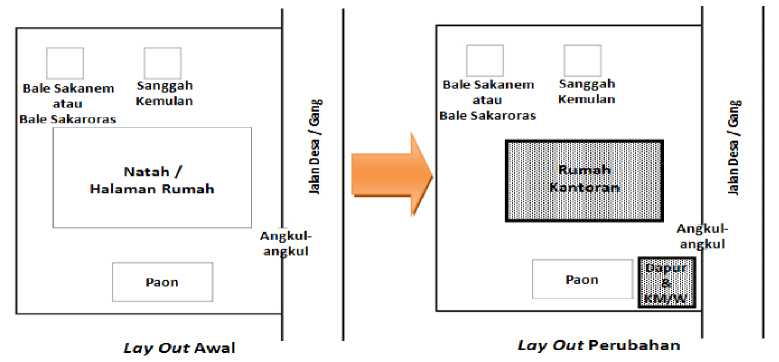 Bale Sakanem
atau
Bale Sakaroras
Sanggah
Kemulan
Natah /
Halaman Rumah
Jalan Desa / Gang
Angkul-
angkul
Paon
Lay Out Awal
Bale Sakanem
atau
Bale Sakaroras
Sanggah
Kemulan
Rumah
Kantoran
Jalan Desa / Gang
Angkul-
angkul
Paon
Dapur
&
KM/W
Lay Out Perubahan